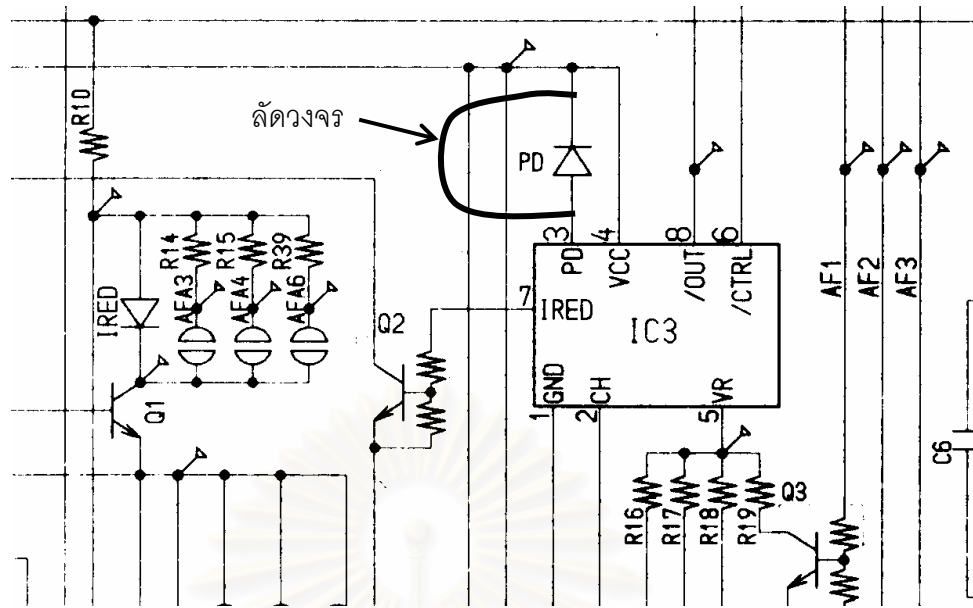 R10
ลัดวงจร
PD
3
4
8
6
PD
VCC
/OUT
/CTRL
R14
R15
R39
AFA3
AFA4
AFA6
IRED
7
IRED
IC3
AF1
AF2
AF3
Q2
Q1
GND
CH
VR
1
2
5
C6
R16
R17
R18
R19
Q3